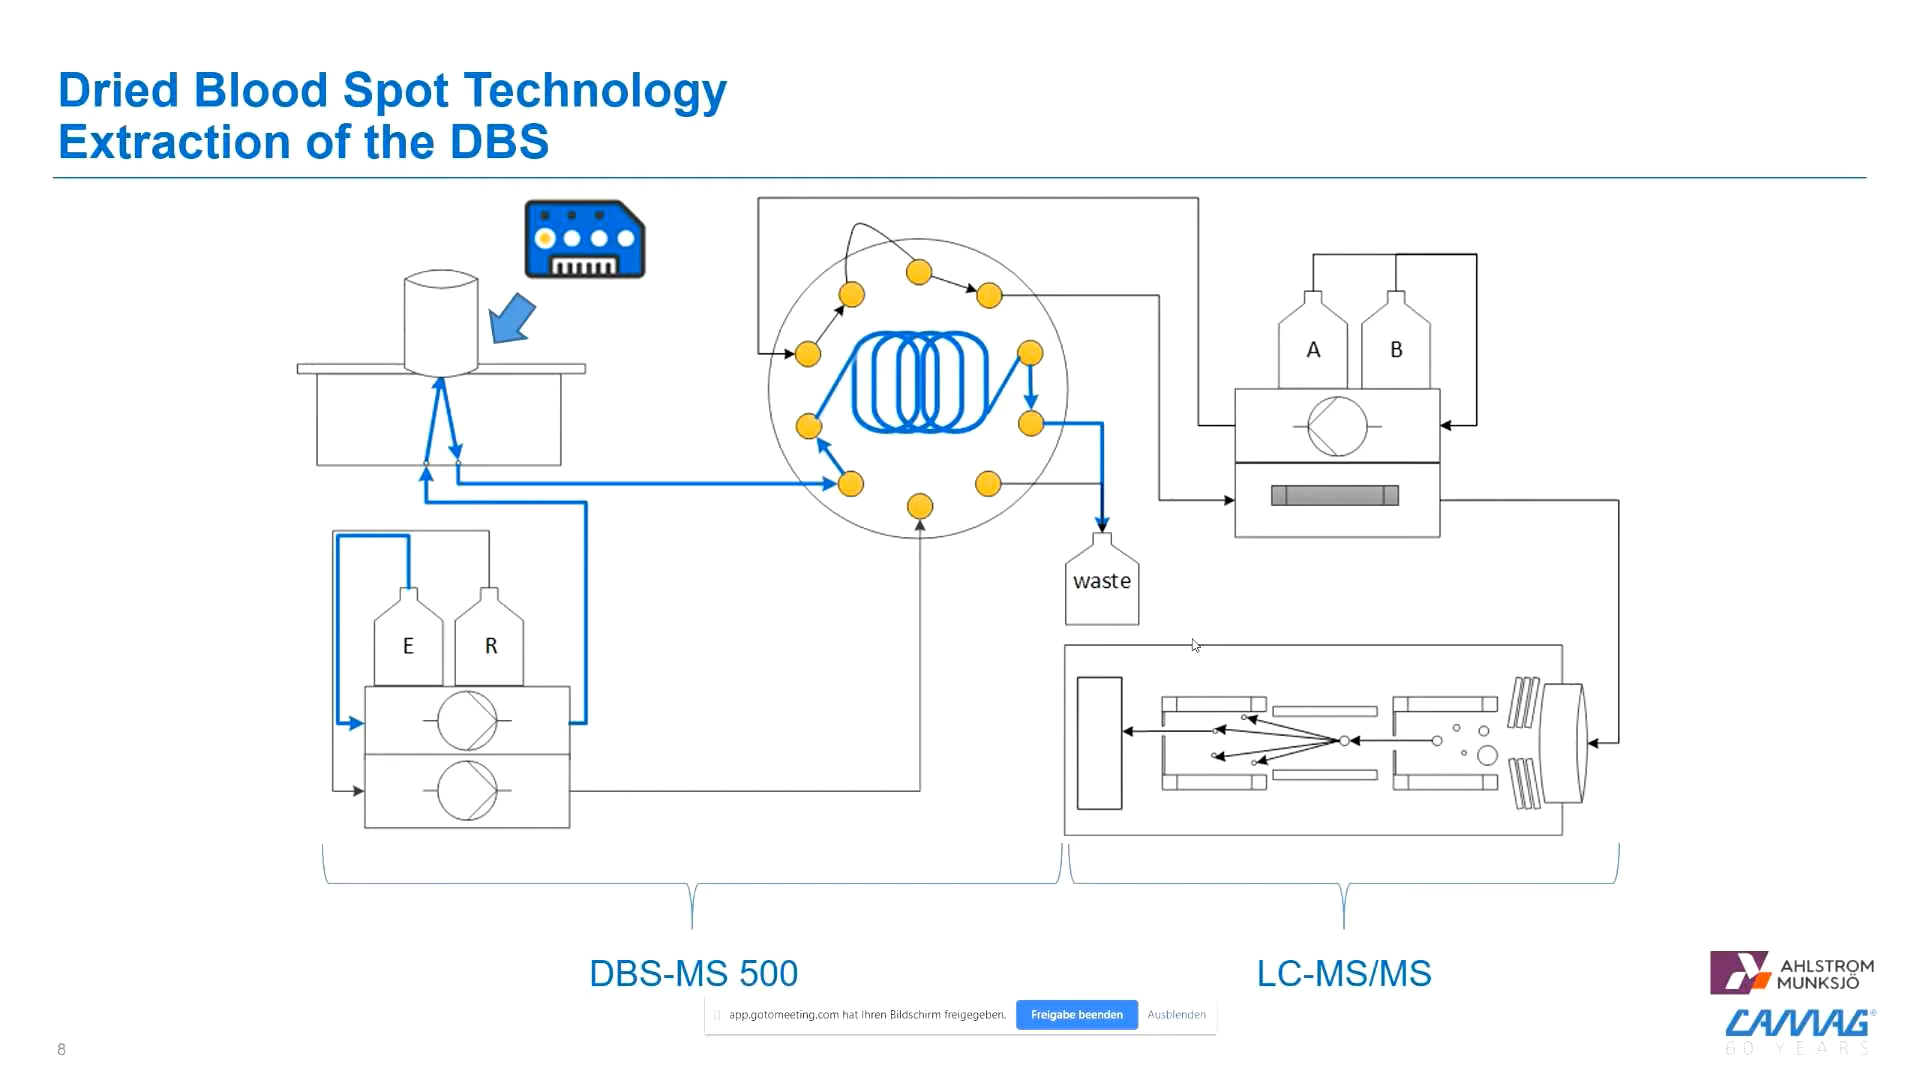 Dried Blood Spot Technology
Extraction of the DBS
A
B
waste
E
R
DBS-MS 500
LC-MS/MS
app.gotomeeting.com hat Ihren Bildschirm freigegeben.
Freigabe beenden
Ausblenden
AHLSTROM
MUNKSJÖ
CAMAG®
60 YEARS
8